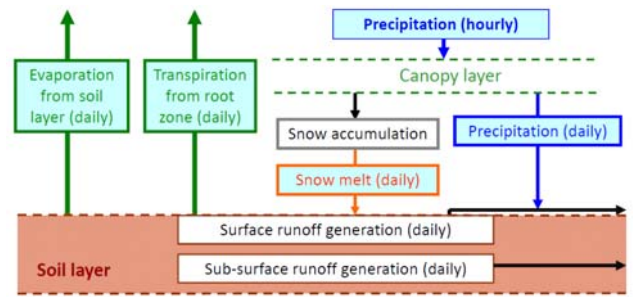 Precipitation (hourly)
Evaporation
from soil
layer (daily)
Transpiration
from root
zone (daily)
Canopy layer
Snow accumulation
Precipitation (daily)
Snow melt (daily)
Surface runoff generation (daily)
Soil layer
Sub-surface runoff generation (daily)